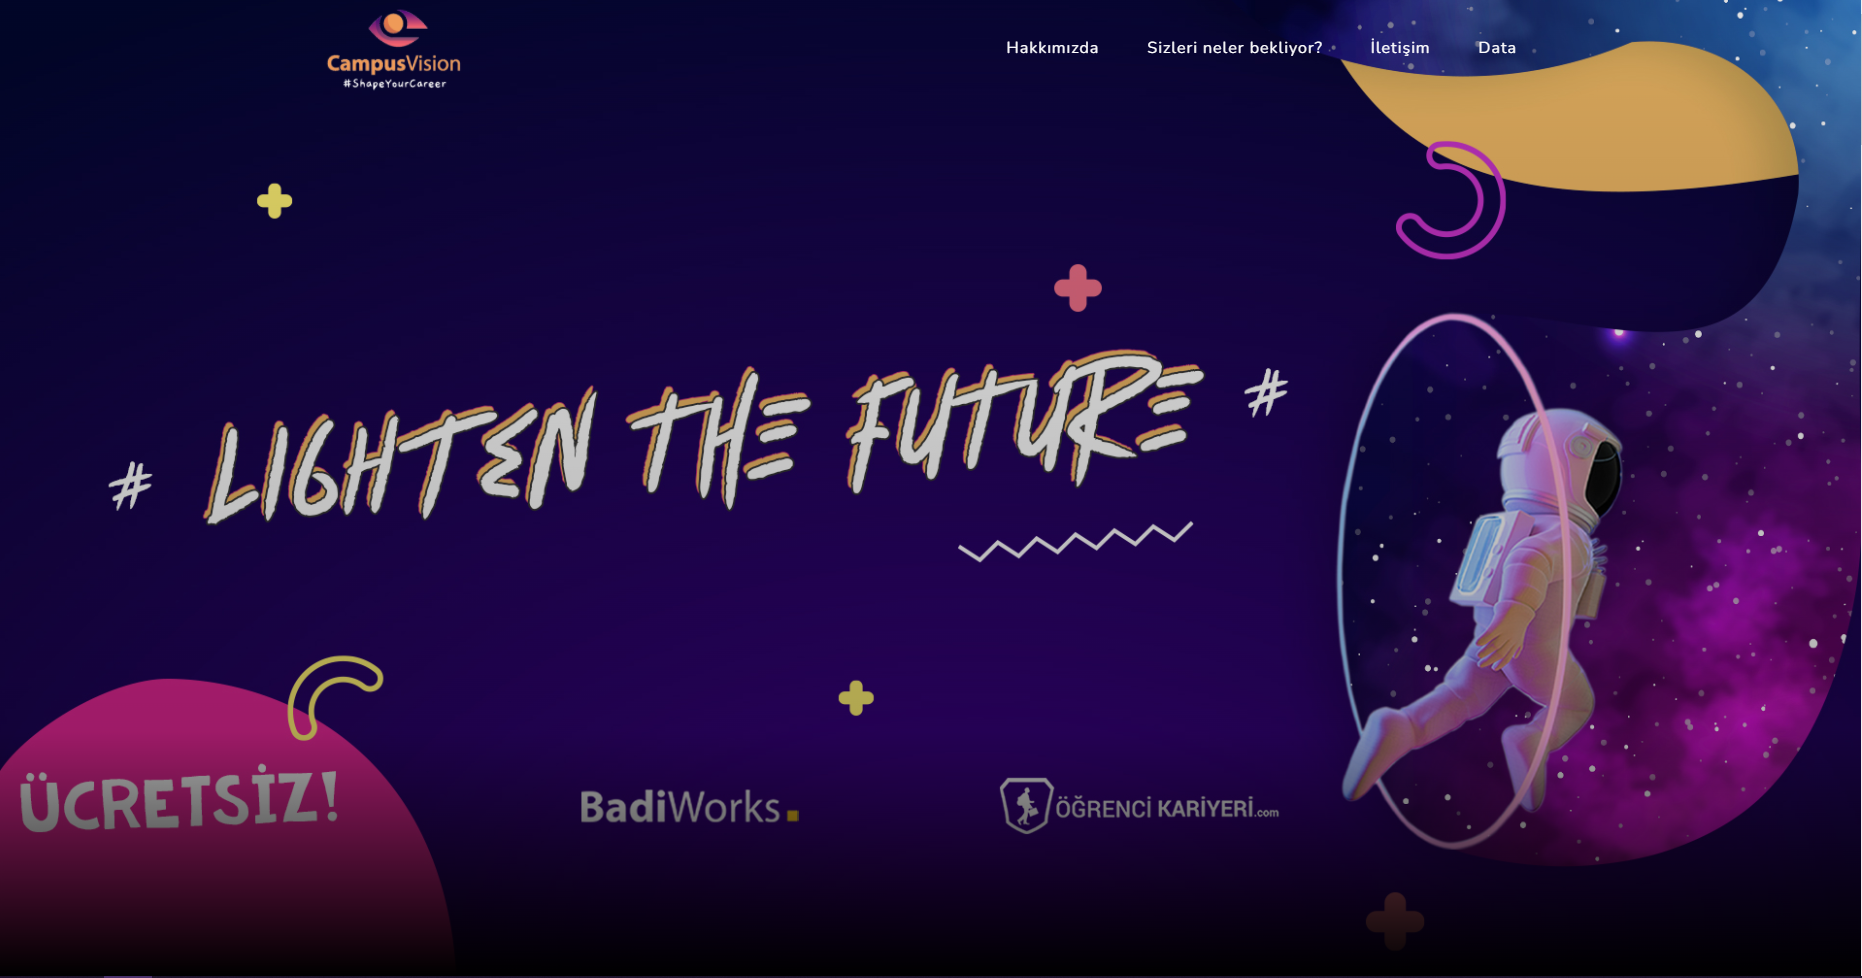 CampusVision
#ShapeYourCareer
Hakkımızda Sizleri neler bekliyor? İletişim Data
# LIGHTEN THE FUTURE #
ÜCRETSİZ!
BadiWorks.
ÖĞRENCİ KARİYERİ.com